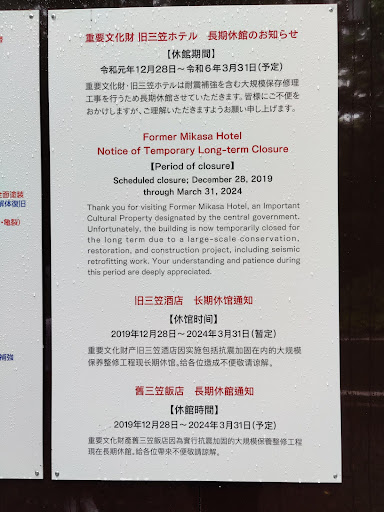 重要文化財 旧三笠ホテル　長期休館のお知らせ
【休館期間】
令和元年12月28日～令和６年3月31日(予定)
重要文化財・旧三笠ホテルは耐震補強を含む大規模保存修理
工事を行うため長期休館させていただきます。皆様にご不便を
おかけしますが、ご理解いただきますようお願い申し上げます。
Former Mikasa Hotel
Notice of Temporary Long-term Closure
【Period of closure】
Scheduled closure; December 28, 2019
through March 31, 2024
Thank you for visiting Former Mikasa Hotel, an Important
Cultural Property designated by the central government.
Unfortunately, the building is now temporarily closed for
the long term due to a large-scale conservation,
restoration, and construction project, including seismic
retrofitting work. Your understanding and patience during
this period are deeply appreciated.
旧三笠酒店　长期休馆通知
【休馆时间】
2019年12月28日～2024年3月31日(暂定)
重要文化财产旧三笠酒店因实施包括抗震加固在内的大规模
保养整修工程现长期休馆。给各位造成不便敬请谅解。
舊三笠飯店　長期休館通知
【休館時間】
2019年12月28日～2024年3月31日(予定)
重要文化財產舊三笠飯店因為實行抗震加固的大規模保養整修工程
現在長期休館。給各位帶來不便敬請諒解。
全面塗装
解体復旧
・亀裂)
補強